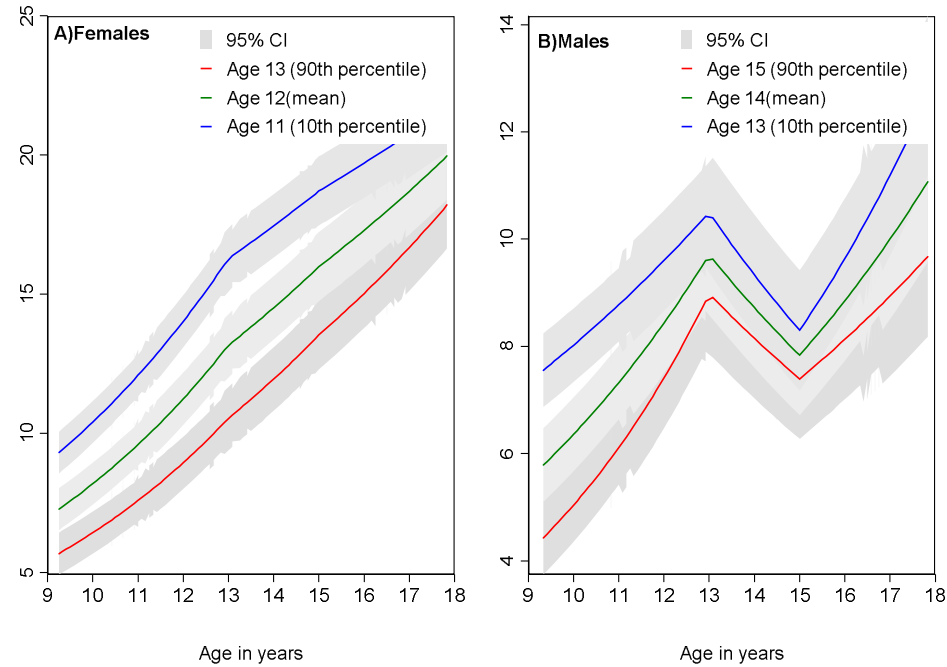 A)Females
95% CI
Age 13 (90th percentile)
Age 12(mean)
Age 11 (10th percentile)
25
20
15
10
5
9 10 11 12 13 14 15 16 17 18
Age in years
B)Males
95% CI
Age 15 (90th percentile)
Age 14(mean)
Age 13 (10th percentile)
14
12
10
8
6
4
9 10 11 12 13 14 15 16 17 18
Age in years